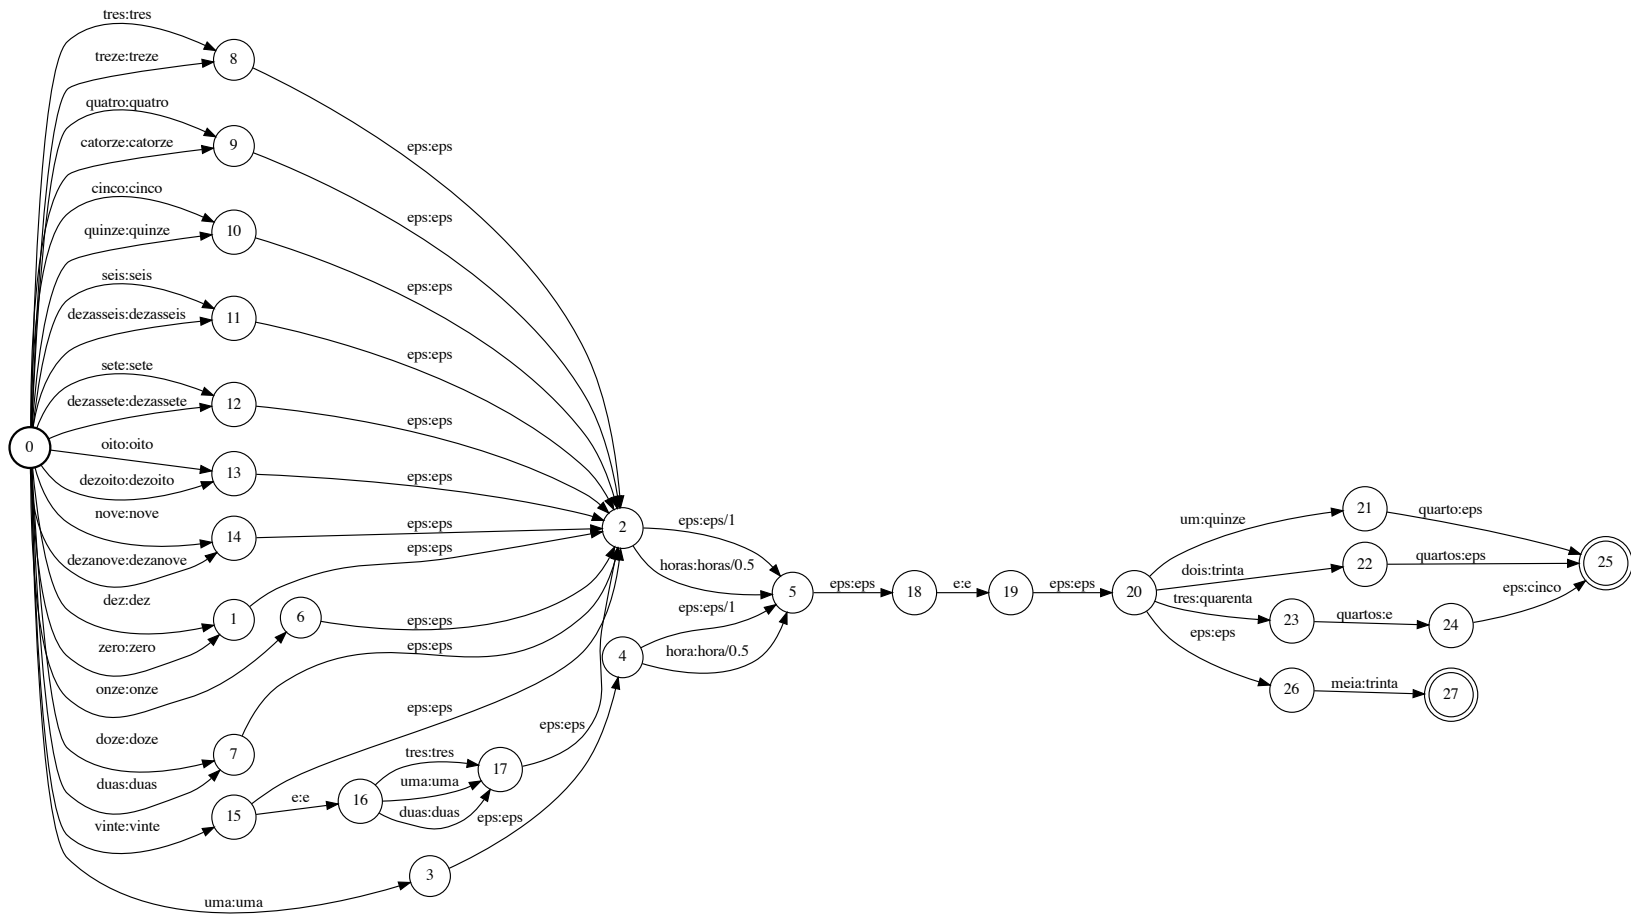 tres:tres
8
treze:treze
quatro:quatro
9
catorze:catorze
eps:eps
cinco:cinco
10
quinze:quinze
eps:eps
seis:seis
11
dezasseis:dezasseis
eps:eps
sete:sete
12
dezassete:dezassete
eps:eps
0
oito:oito
13
dezoito:dezoito
eps:eps
eps:eps
nove:nove
14
dezanove:dezanove
eps:eps
eps:eps
dez:dez
1
zero:zero
6
eps:eps
onze:onze
eps:eps
doze:doze
7
duas:duas
eps:eps
vinte:vinte
15
e:e
16
tres:tres
uma:uma
duas:duas
17
eps:eps
eps:eps
uma:uma
3
2
eps:eps/1
horas:horas/0.5
4
eps:eps/1
hora:hora/0.5
5
eps:eps
18
e:e
19
eps:eps
20
um:quinze
21
quarto:eps
dois:trinta
22
quartos:eps
tres:quarenta
23
quartos:e
24
eps:cinco
25
eps:eps
26
meia:trinta
27